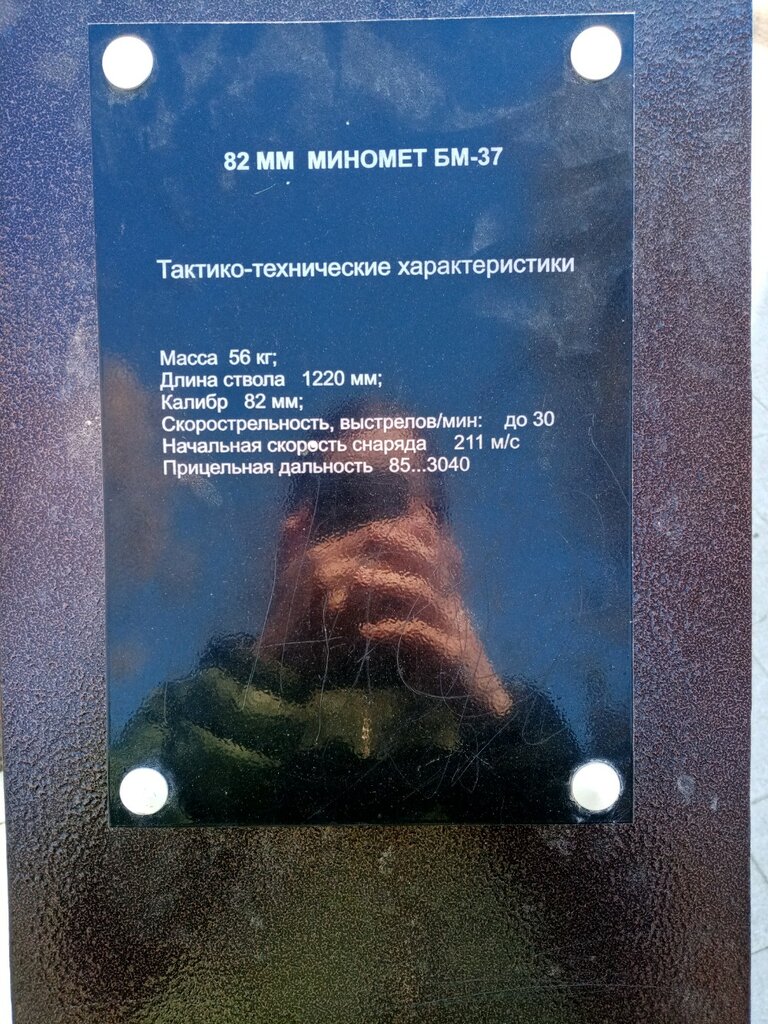 82 ММ МИНОМЕТ БМ-37
Тактико-технические характеристики
Масса 56 кг;
Длина ствола 1220 мм;
Калибр 82 мм;
Скорострельность, выстрелов/мин: до 30
Начальная скорость снаряда 211 м/с
Прицельная дальность 85...3040